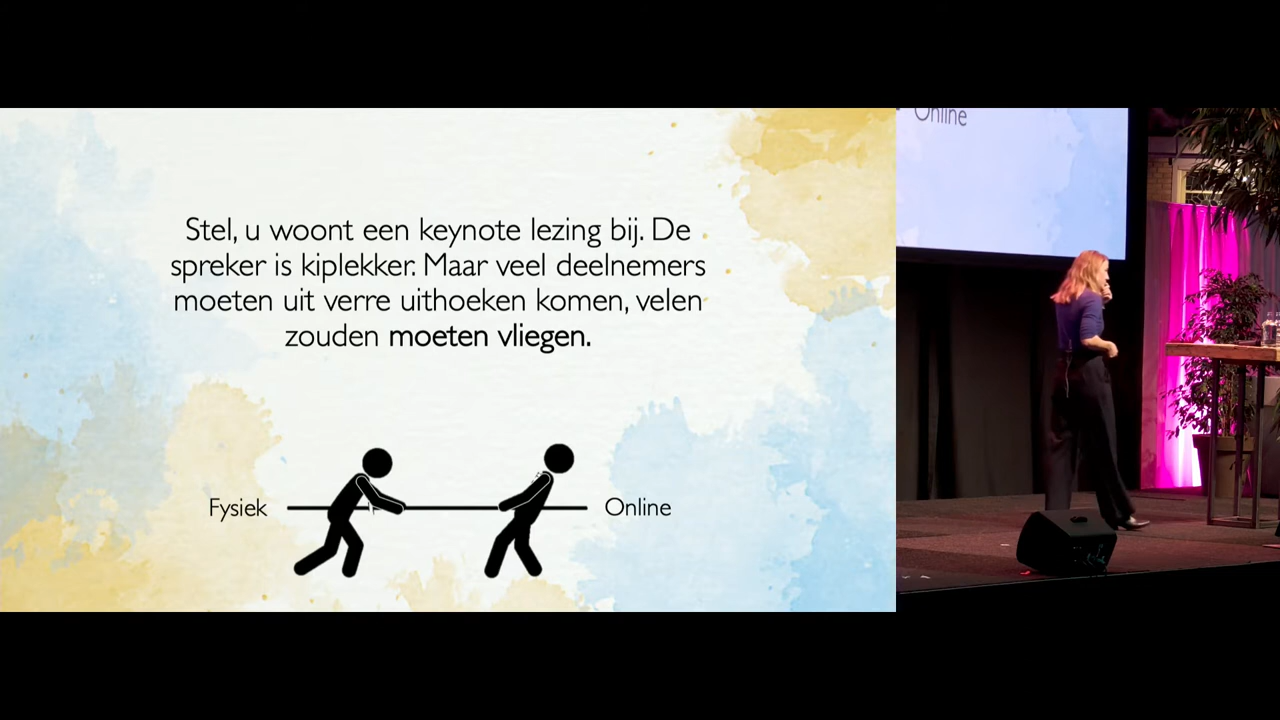 Stel, u woont een keynote lezing bij. De
spreker is kiplekker. Maar veel deelnemers
moeten uit verre uithoeken komen, velen
zouden moeten vliegen.
Fysiek
Online
Online